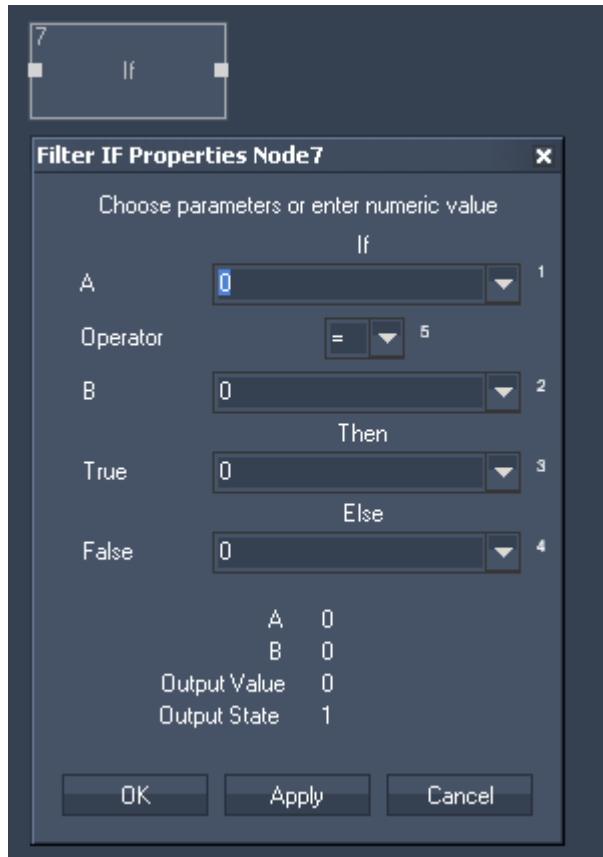 7
If
Filter IF Properties Node7
Choose parameters or enter numeric value
If
A 0 1
Operator = 5
B 0 2
Then
True 0 3
Else
False 0 4
A 0
B 0
Output Value 0
Output State 1
OK Apply Cancel